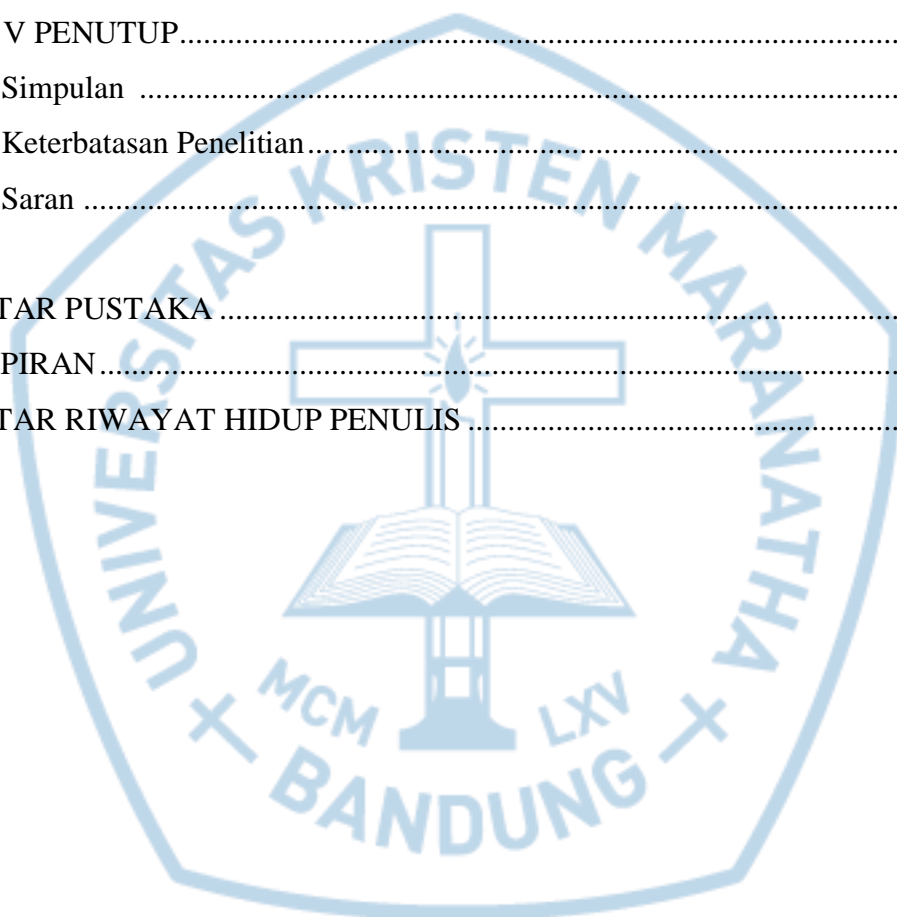 V PENUTUP...............................................................................................
Simpulan ...............................................................................................
Keterbatasan Penelitian..........................................................................
Saran ......................................................................................................
TAR PUSTAKA .....................................................................................
PIRAN....................................................................................................
TAR RIWAYAT HIDUP PENULIS ......................................................
UNIVERSITAS KRISTEN MARANATHA
MCM LXV
BANDUNG